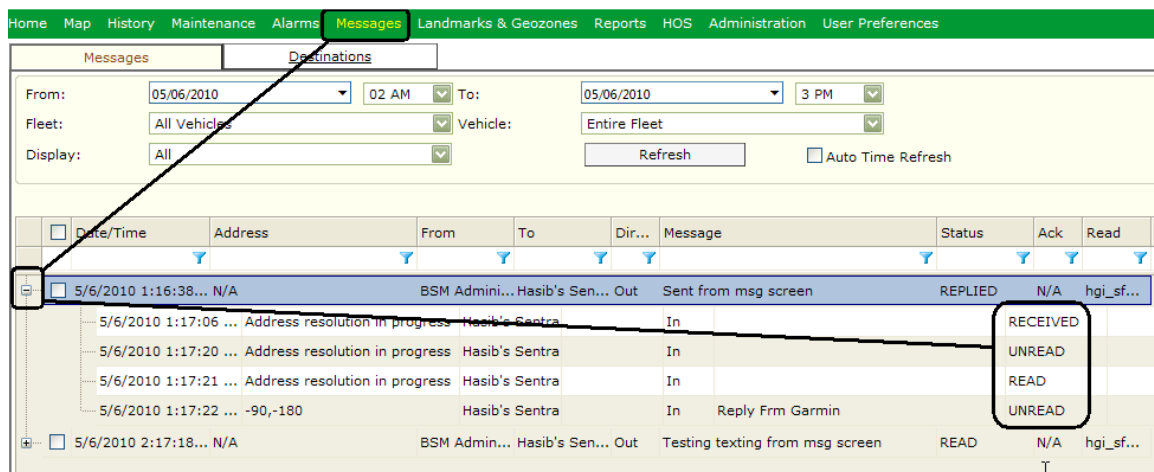 Home Map History Maintenance Alarms Messages Landmarks & Geozones Reports HOS Administration User Preferences
Messages Destinations
From: 05/06/2010 02 AM To: 05/06/2010 3 PM
Fleet: All Vehicles Vehicle: Entire Fleet
Display: All Refresh Auto Time Refresh
Date/Time Address From To Dir... Message Status Ack Read
5/6/2010 1:16:38... N/A BSM Admini... Hasib's Sen... Out Sent from msg screen REPLIED N/A hgi_sf...
5/6/2010 1:17:06 ... Address resolution in progress Hasib's Sentra In RECEIVED
5/6/2010 1:17:20 ... Address resolution in progress Hasib's Sentra In UNREAD
5/6/2010 1:17:21 ... Address resolution in progress Hasib's Sentra In READ
5/6/2010 1:17:22 ... -90,-180 Hasib's Sentra In Reply Frm Garmin UNREAD
5/6/2010 2:17:18... N/A BSM Admin... Hasib's Sen... Out Testing texting from msg screen READ N/A hgi_sf...